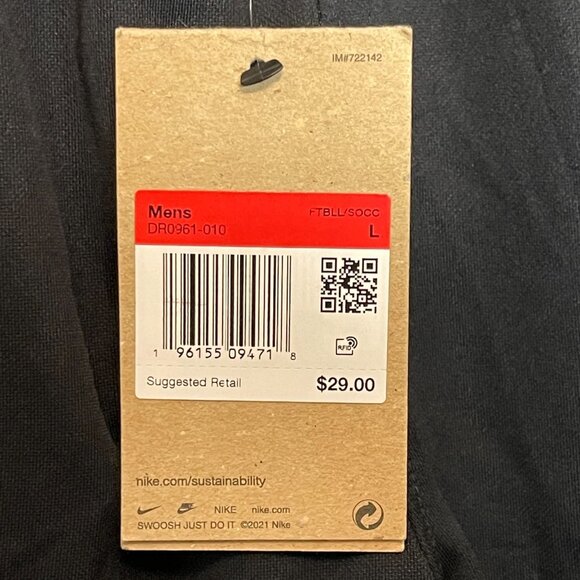 IM#722142
Mens FTBLL/SOCC
DR0961-010 L
1 96155 09471 8
RFID
Suggested Retail $29.00
nike.com/sustainability
NIKE nike.com
SWOOSH JUST DO IT ©2021 Nike